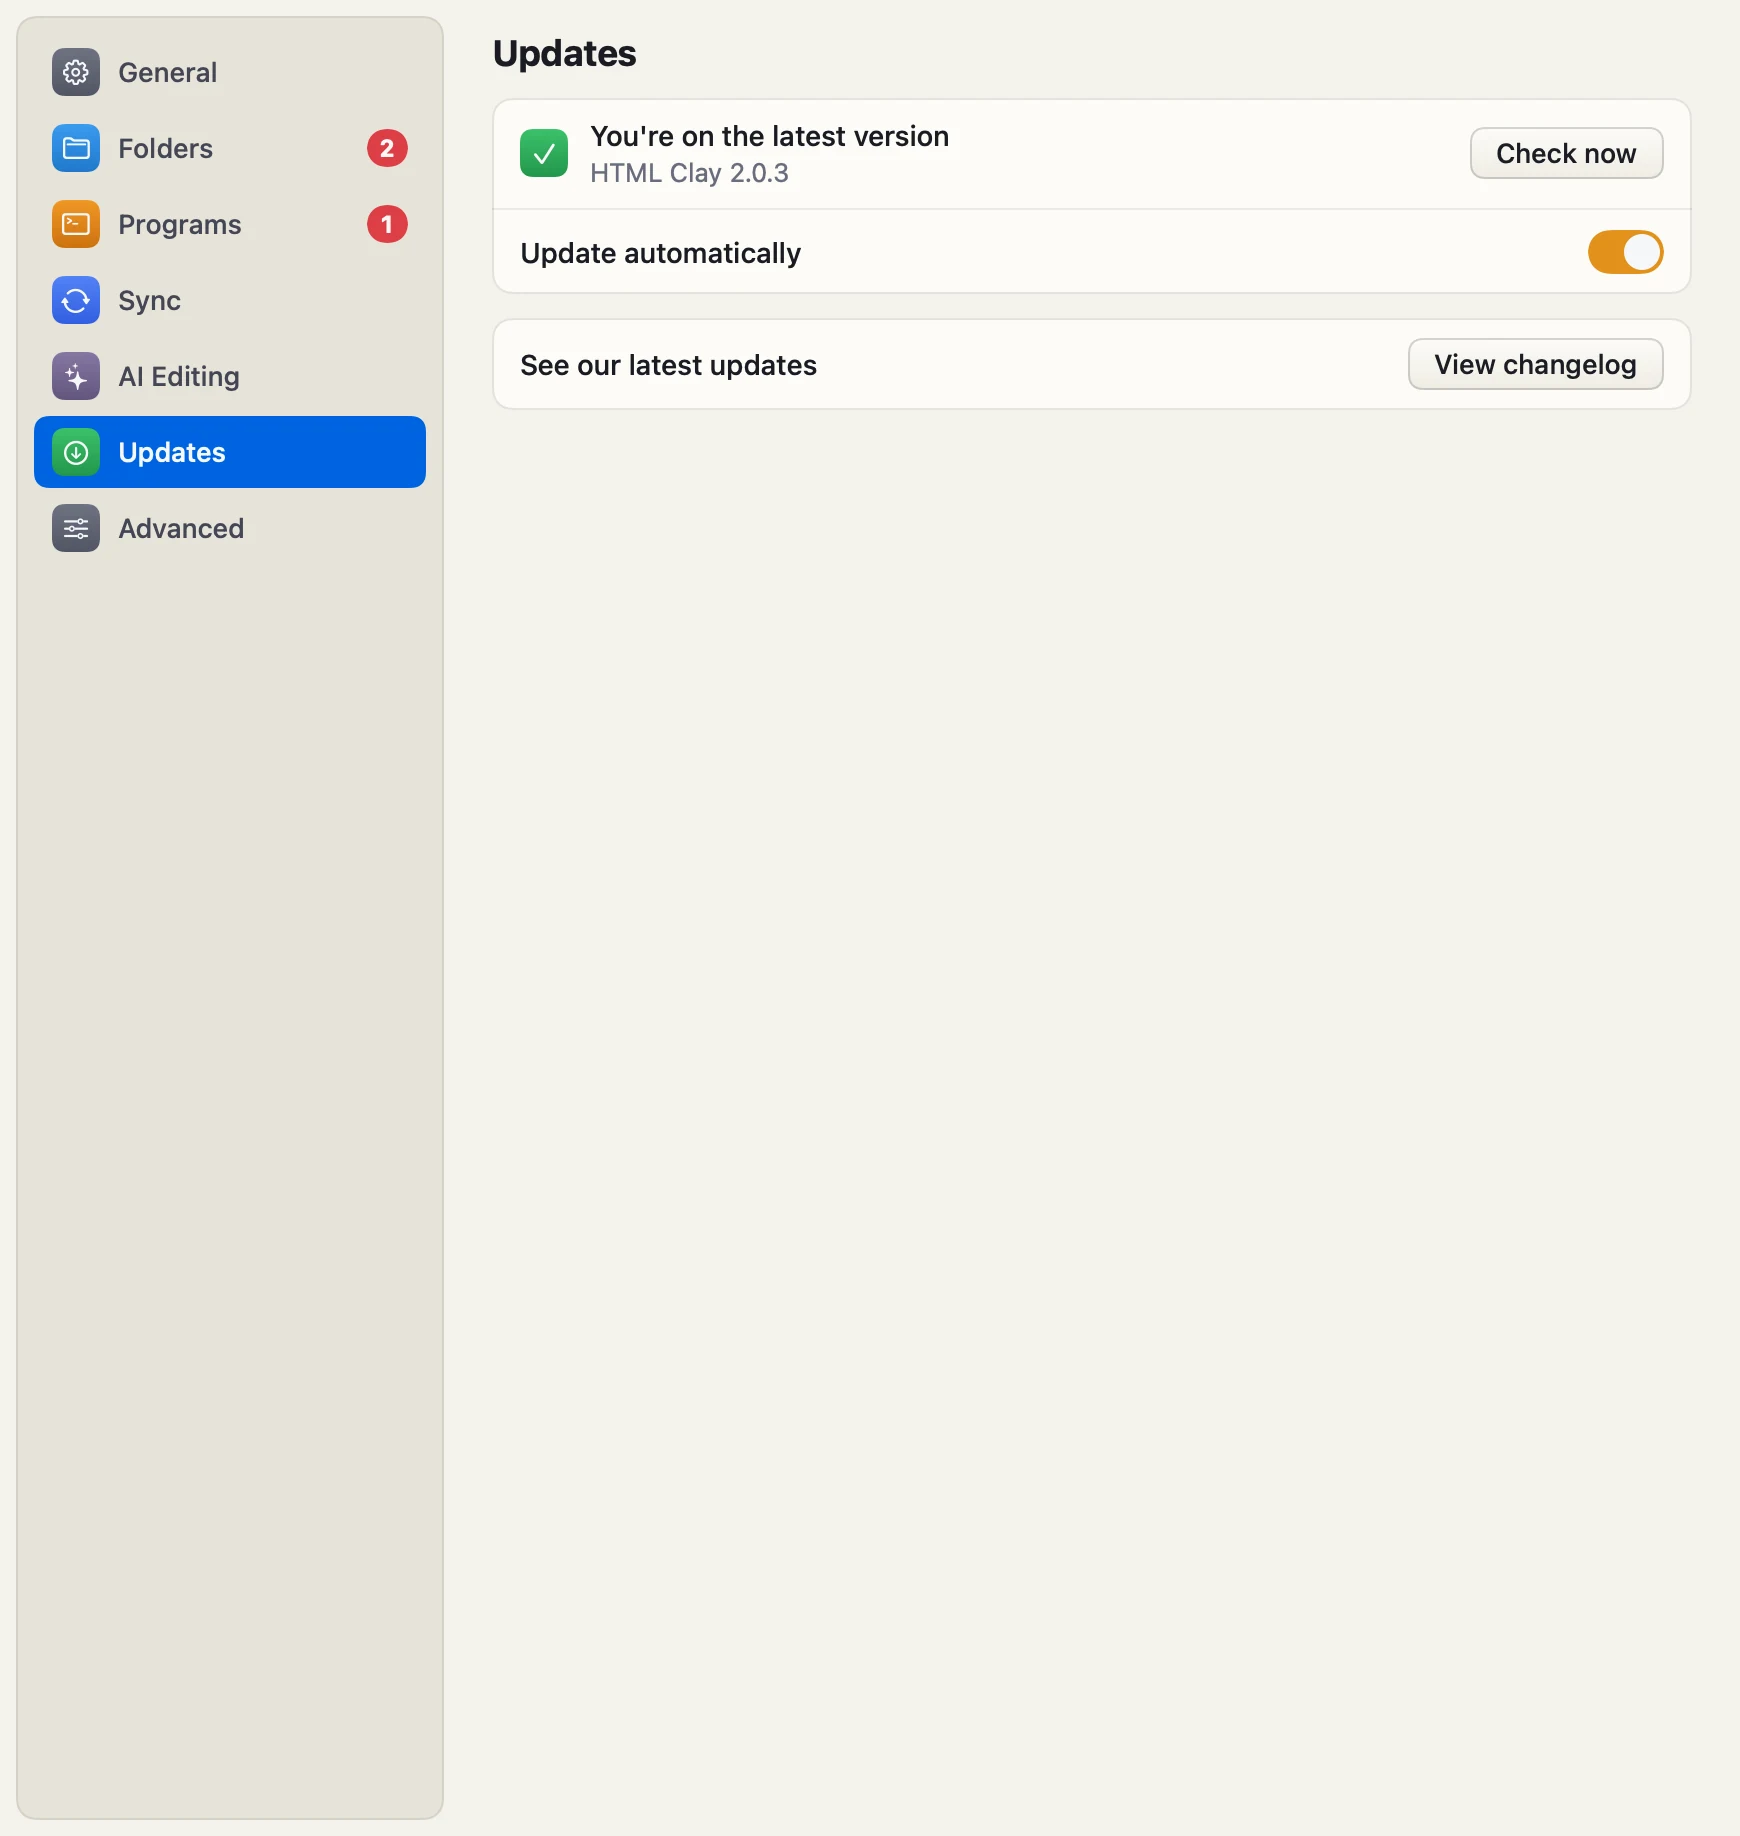 General
Folders
2
Programs
1
Sync
AI Editing
Updates
Advanced
Updates
You're on the latest version
HTML Clay 2.0.3
Check now
Update automatically
See our latest updates
View changelog